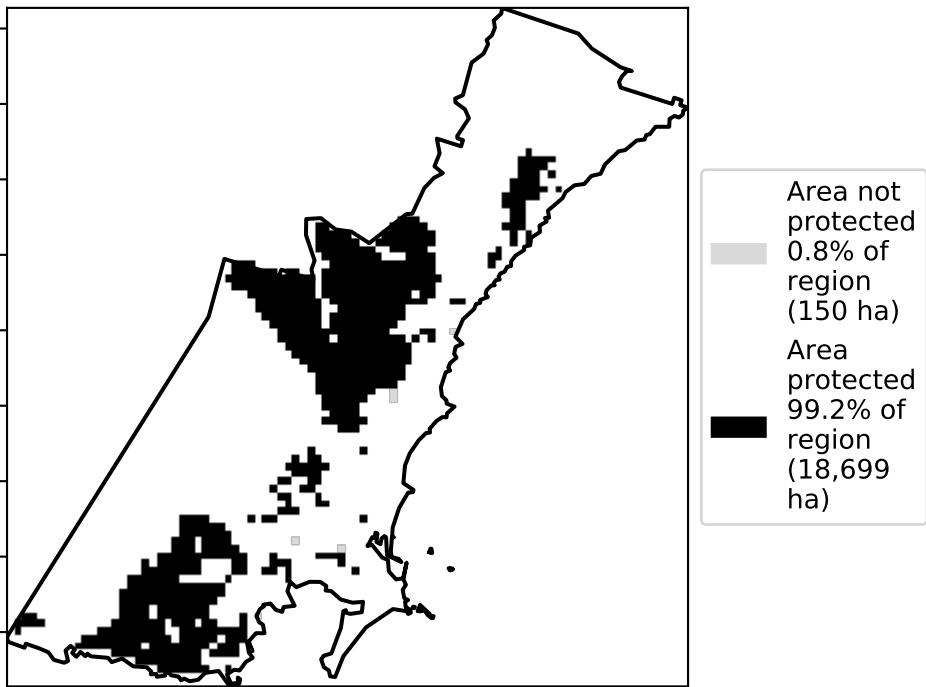 Area not
protected
0.8% of
region
(150 ha)
Area
protected
99.2% of
region
(18,699
ha)